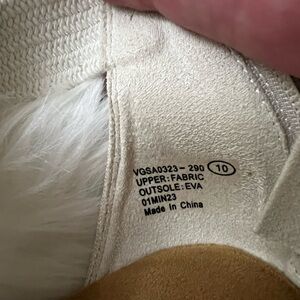 VGSA0323-290 10
UPPER:FABRIC
OUTSOLE:EVA
01MIN23
Made In China